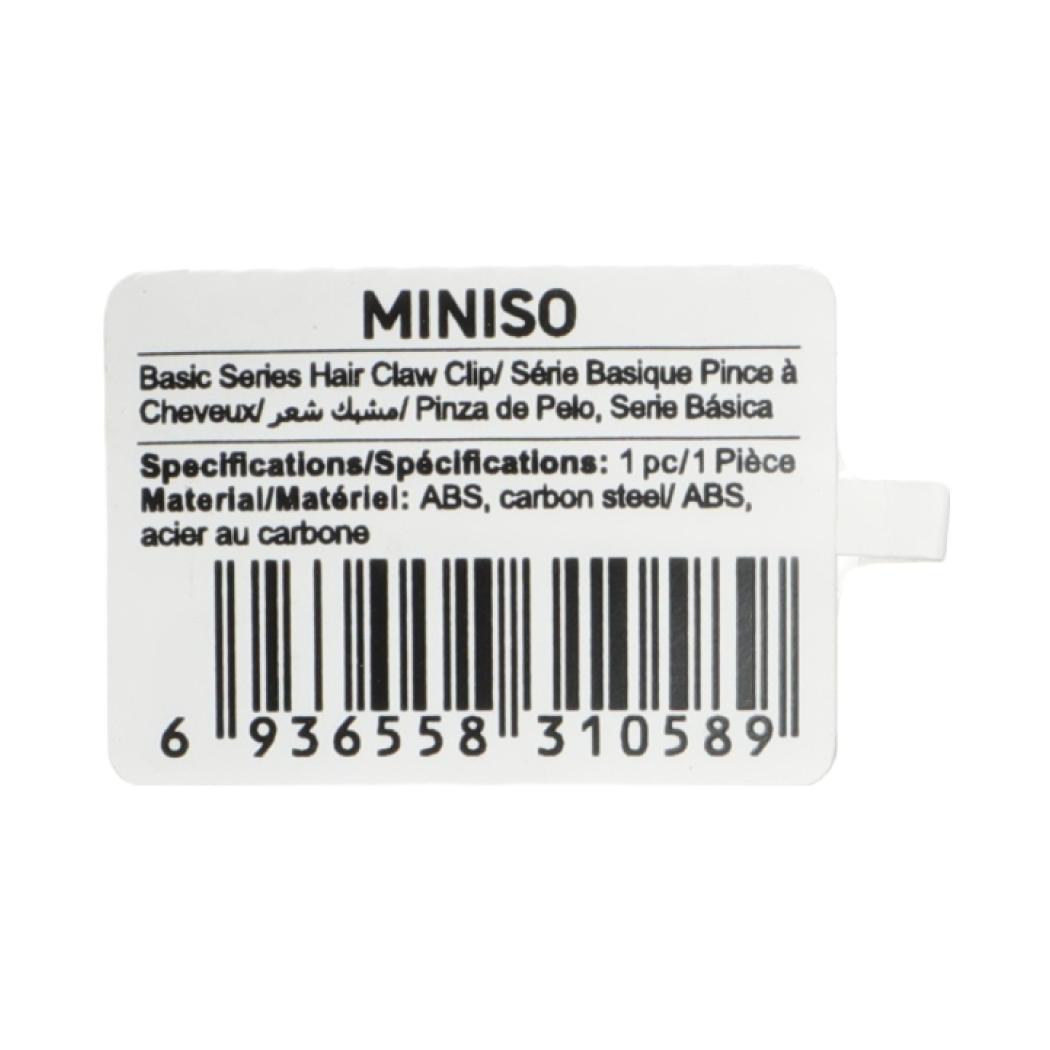 MINISO
Basic Series Hair Claw Clip/ Série Basique Pince à
Cheveux/ مشبك شعر/ Pinza de Pelo, Serie Básica
Specifications/Spécifications: 1 pc/1 Pièce
Material/Matériel: ABS, carbon steel/ ABS,
acier au carbone
6 936558 310589